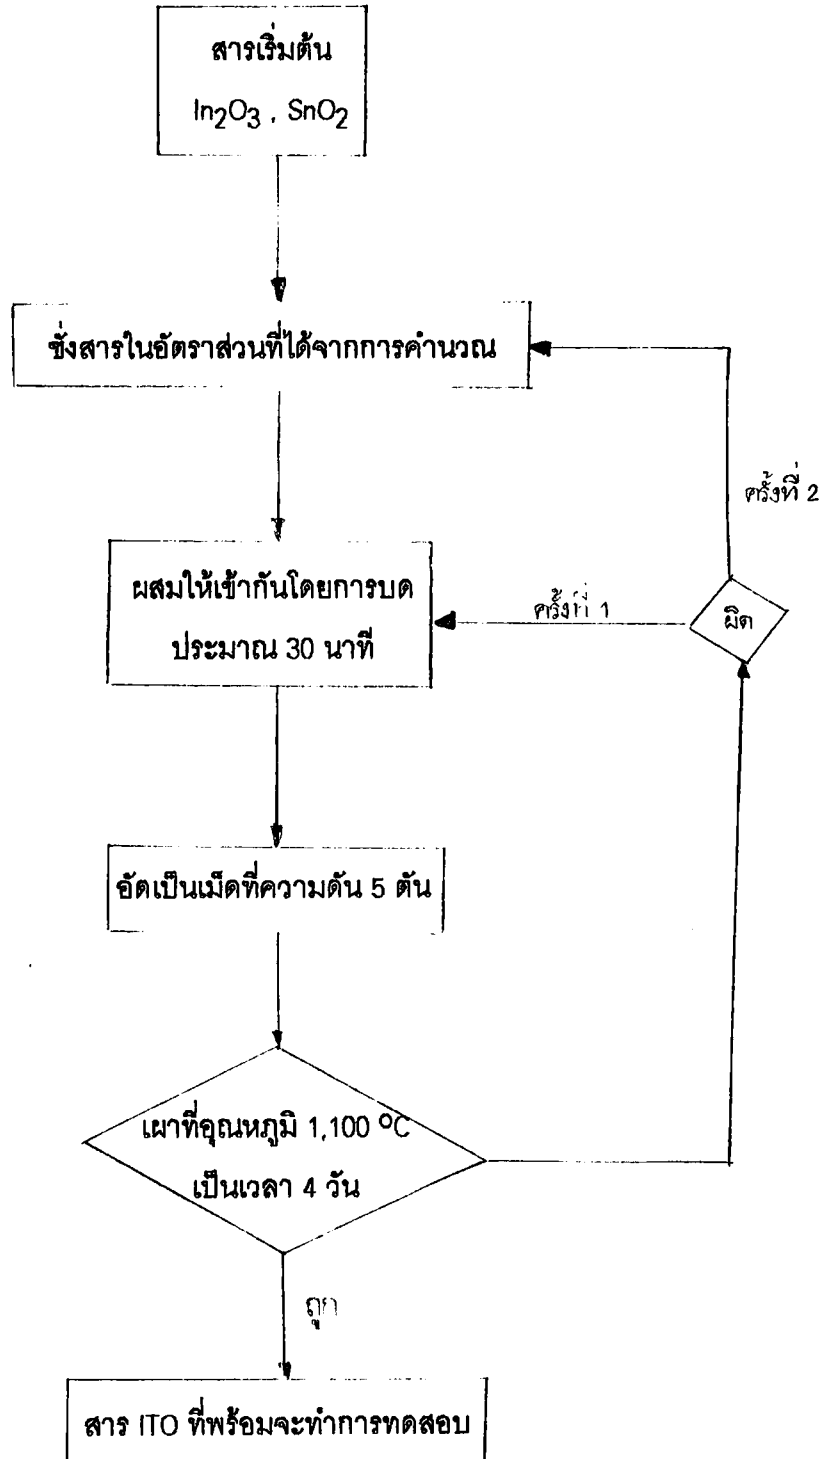 สารเริ่มต้น
In2O3 , SnO2
ชั่งสารในอัตราส่วนที่ได้จากการคำนวณ
ครั้งที่ 2
ผสมให้เข้ากันโดยการบด
ประมาณ 30 นาที
ครั้งที่ 1
ผิด
อัดเป็นเม็ดที่ความดัน 5 ตัน
เผาที่อุณหภูมิ 1,100 °C
เป็นเวลา 4 วัน
ถูก
สาร ITO ที่พร้อมจะทำการทดสอบ